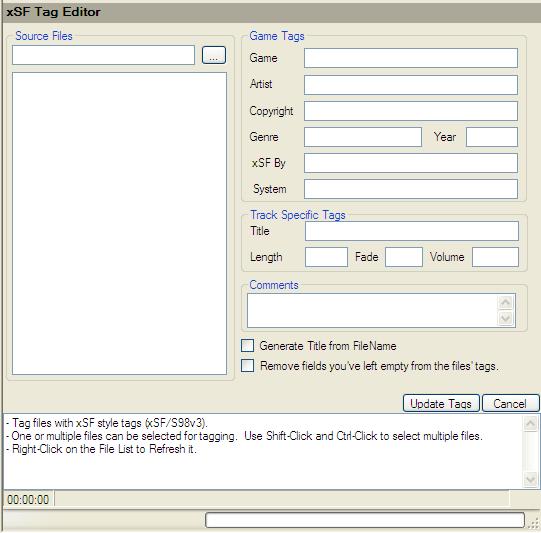 xSF Tag Editor
Source Files
...
Game Tags
Game
Artist
Copyright
Genre
Year
xSF By
System
Track Specific Tags
Title
Length
Fade
Volume
Comments
Generate Title from FileName
Remove fields you've left empty from the files' tags.
Update Tags
Cancel
- Tag files with xSF style tags (xSF/S98v3).
- One or multiple files can be selected for tagging.  Use Shift-Click and Ctrl-Click to select multiple files.
- Right-Click on the File List to Refresh it.
00:00:00